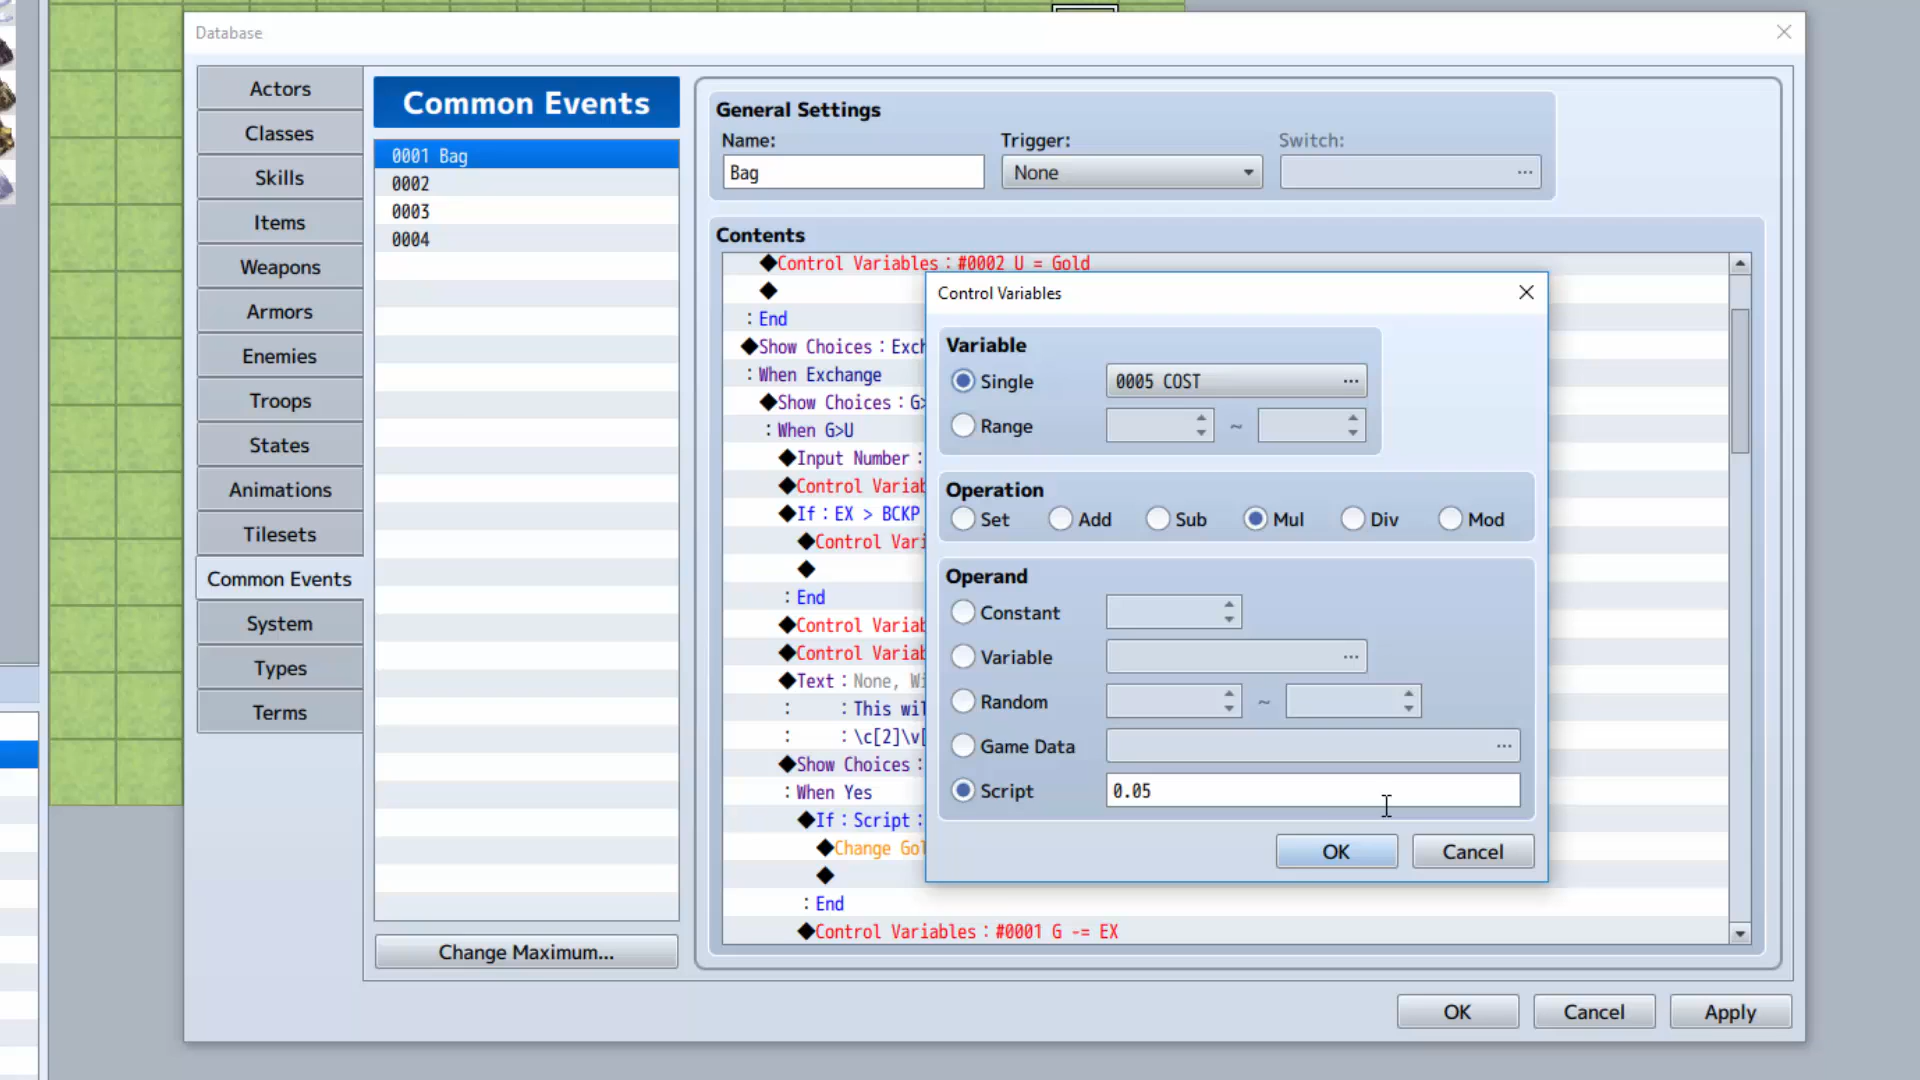 Database
Actors
Classes
Skills
Items
Weapons
Armors
Enemies
Troops
States
Animations
Tilesets
Common Events
System
Types
Terms
Common Events
0001 Bag
0002
0003
0004
Change Maximum...
General Settings
Name:
Trigger:
Switch:
Bag
None
...
Contents
◆Control Variables：#0002 U = Gold
◆
：End
◆Show Choices：Exch
：When Exchange
◆Show Choices：G>
：When G>U
◆Input Number：
◆Control Variab
◆If：EX > BCKP
◆Control Vari
◆
：End
◆Control Variab
◆Control Variab
◆Text：None, Wi
：　：This wil
：　：\c[2]\v[
◆Show Choices：
：When Yes
◆If：Script：
◆Change Gol
◆
：End
◆Control Variables：#0001 G -= EX
Control Variables
Variable
Single
0005 COST ...
Range
~
Operation
Set
Add
Sub
Mul
Div
Mod
Operand
Constant
Variable
...
Random
~
Game Data
...
Script
0.05
OK
Cancel
OK
Cancel
Apply